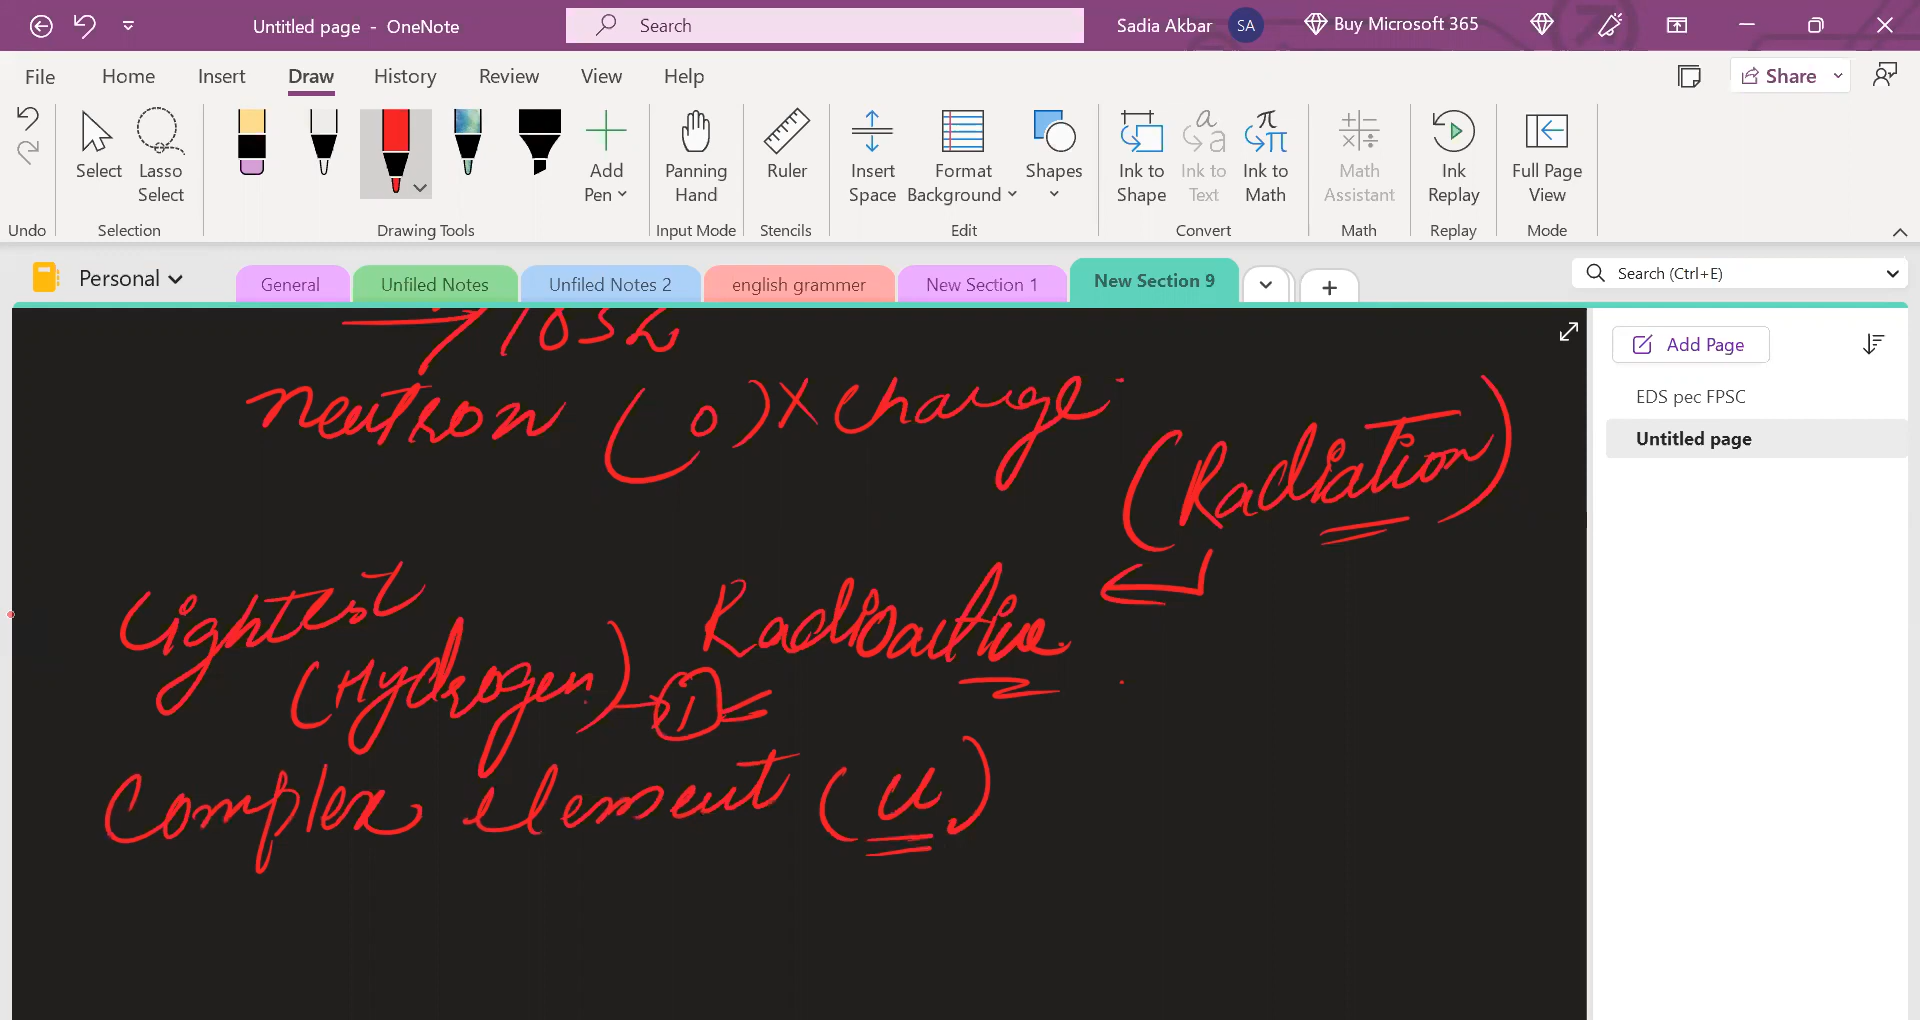 Untitled page - OneNote
Search
Sadia Akbar
SA
Buy Microsoft 365
File Home Insert Draw History Review View Help
Share
Select
Lasso Select
Add Pen
Panning Hand
Ruler
Insert Space
Format Background
Shapes
Ink to Shape
Ink to Text
Ink to Math
Math Assistant
Ink Replay
Full Page View
Undo
Selection
Drawing Tools
Input Mode
Stencils
Edit
Convert
Math
Replay
Mode
Personal
General
Unfiled Notes
Unfiled Notes 2
english grammer
New Section 1
New Section 9
Search (Ctrl+E)
Add Page
EDS pec FPSC
Untitled page
→ 1932
neutron (0) X Charge
(Radiation)
Lightest Radioactive
(Hydrogen) - 1 =
Complex element (U)